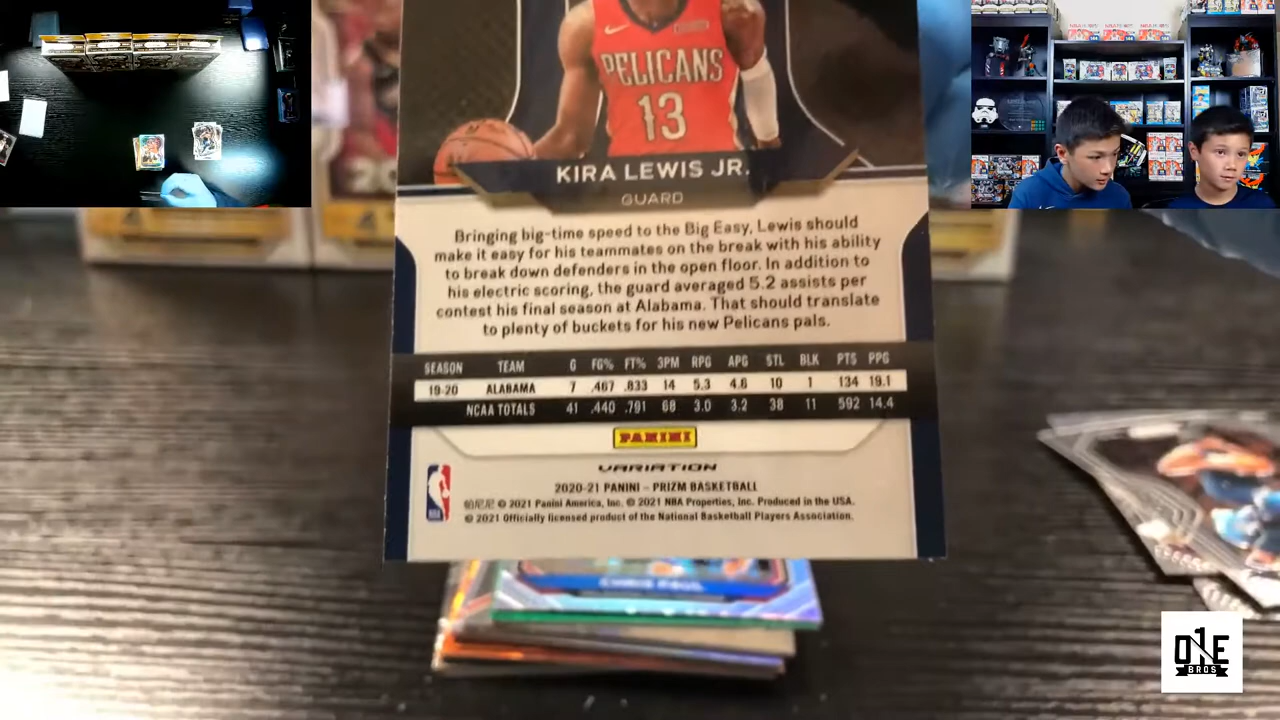 PELICANS
13
KIRA LEWIS JR.
GUARD
Bringing big-time speed to the Big Easy, Lewis should
make it easy for his teammates on the break with his ability
to break down defenders in the open floor. In addition to
his electric scoring, the guard averaged 5.2 assists per
contest his final season at Alabama. That should translate
to plenty of buckets for his new Pelicans pals.
SEASON TEAM G FG% FT% 3PM RPG APG STL BLK PTS PPG
19-20 ALABAMA 7 .467 .833 14 5.3 4.6 10 1 134 19.1
NCAA TOTALS 41 .440 .791 68 3.0 3.2 38 11 592 14.4
PANINI
VARIATION
2020-21 PANINI – PRIZM BASKETBALL
© 2021 Panini America, Inc. © 2021 NBA Properties, Inc. Produced in the USA.
© 2021 Officially licensed product of the National Basketball Players Association.
CHRIS PAUL
ONE
BROS